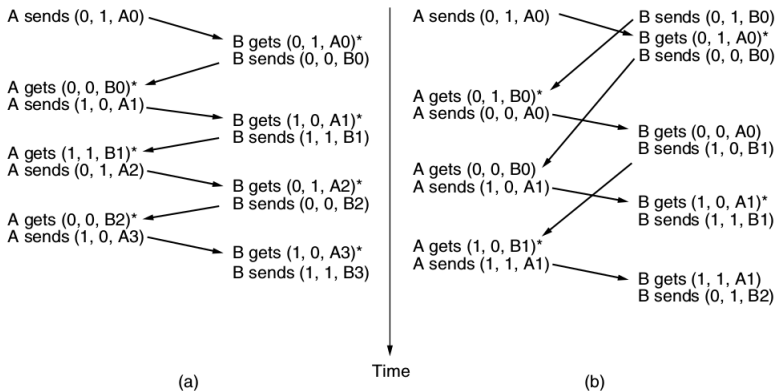 A sends (0, 1, A0)
B gets (0, 1, A0)*
B sends (0, 0, B0)
A gets (0, 0, B0)*
A sends (1, 0, A1)
B gets (1, 0, A1)*
B sends (1, 1, B1)
A gets (1, 1, B1)*
A sends (0, 1, A2)
B gets (0, 1, A2)*
B sends (0, 0, B2)
A gets (0, 0, B2)*
A sends (1, 0, A3)
B gets (1, 0, A3)*
B sends (1, 1, B3)
(a)
Time
A sends (0, 1, A0)
B sends (0, 1, B0)
B gets (0, 1, A0)*
B sends (0, 0, B0)
A gets (0, 1, B0)*
A sends (0, 0, A0)
B gets (0, 0, A0)
B sends (1, 0, B1)
A gets (0, 0, B0)
A sends (1, 0, A1)
B gets (1, 0, A1)*
B sends (1, 1, B1)
A gets (1, 0, B1)*
A sends (1, 1, A1)
B gets (1, 1, A1)
B sends (0, 1, B2)
(b)